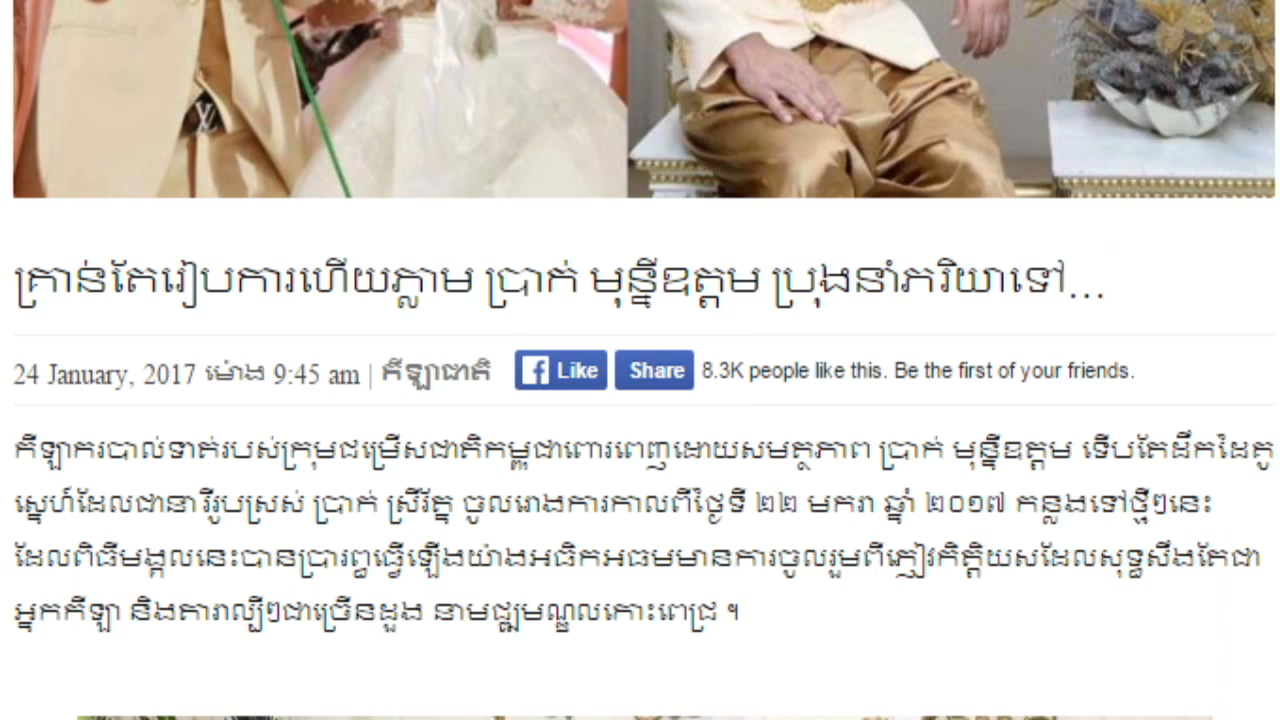 គ្រាន់តែរៀបការហើយភ្លាម ប្រាក់ មុន្នីឧត្តម ប្រុងនាំភរិយាទៅ...
24 January, 2017 ម៉ោង 9:45 am | កីឡាជាតិ Like Share 8.3K people like this. Be the first of your friends.
កីឡាករបាល់ទាត់របស់ក្រុមជម្រើសជាតិកម្ពុជាពោរពេញដោយសមត្ថភាព ប្រាក់ មុន្នីឧត្តម ទើបតែដឹកដៃគូ
ស្នេហ៍ដែលជានារីរូបស្រស់ ប្រាក់ ស្រីរ័ត្ន ចូលរោងការកាលពីថ្ងៃទី ២២ មករា ឆ្នាំ ២០១៧ កន្លងទៅថ្មីៗនេះ
ដែលពិធីមង្គលនេះបានប្រារព្ធធ្វើឡើងយ៉ាងអធិកអធមមានការចូលរួមពីភ្ញៀវកិត្តិយសដែលសុទ្ធសឹងតែជា
អ្នកកីឡា និងតារាល្បីៗជាច្រើនដួង នាមជ្ឈមណ្ឌលកោះពេជ្រ ។